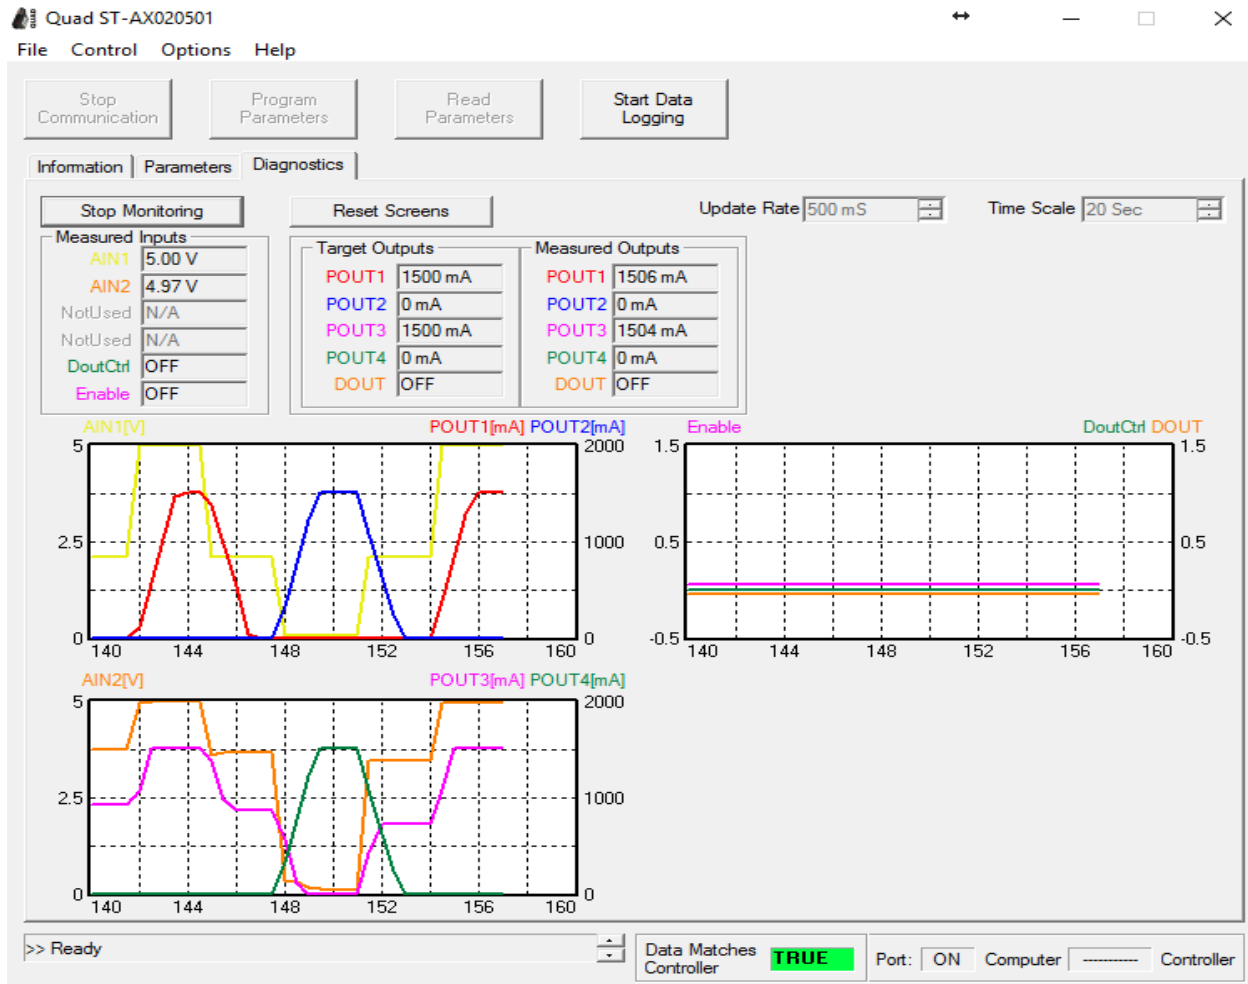 Quad ST-AX020501
File Control Options Help
Stop Communication
Program Parameters
Read Parameters
Start Data Logging
Information Parameters Diagnostics
Stop Monitoring
Reset Screens
Update Rate 500 mS
Time Scale 20 Sec
Measured Inputs
AIN1 5.00 V
AIN2 4.97 V
NotUsed N/A
NotUsed N/A
DoutCtrl OFF
Enable OFF
Target Outputs
POUT1 1500 mA
POUT2 0 mA
POUT3 1500 mA
POUT4 0 mA
DOUT OFF
Measured Outputs
POUT1 1506 mA
POUT2 0 mA
POUT3 1504 mA
POUT4 0 mA
DOUT OFF
AIN1[V] POUT1[mA] POUT2[mA]
5 2000
2.5 1000
0 0
140 144 148 152 156 160
Enable DoutCtrl DOUT
1.5 1.5
0.5 0.5
-0.5 -0.5
140 144 148 152 156 160
AIN2[V] POUT3[mA] POUT4[mA]
5 2000
2.5 1000
0 0
140 144 148 152 156 160
>> Ready
Data Matches Controller TRUE
Port: ON Computer ----------- Controller